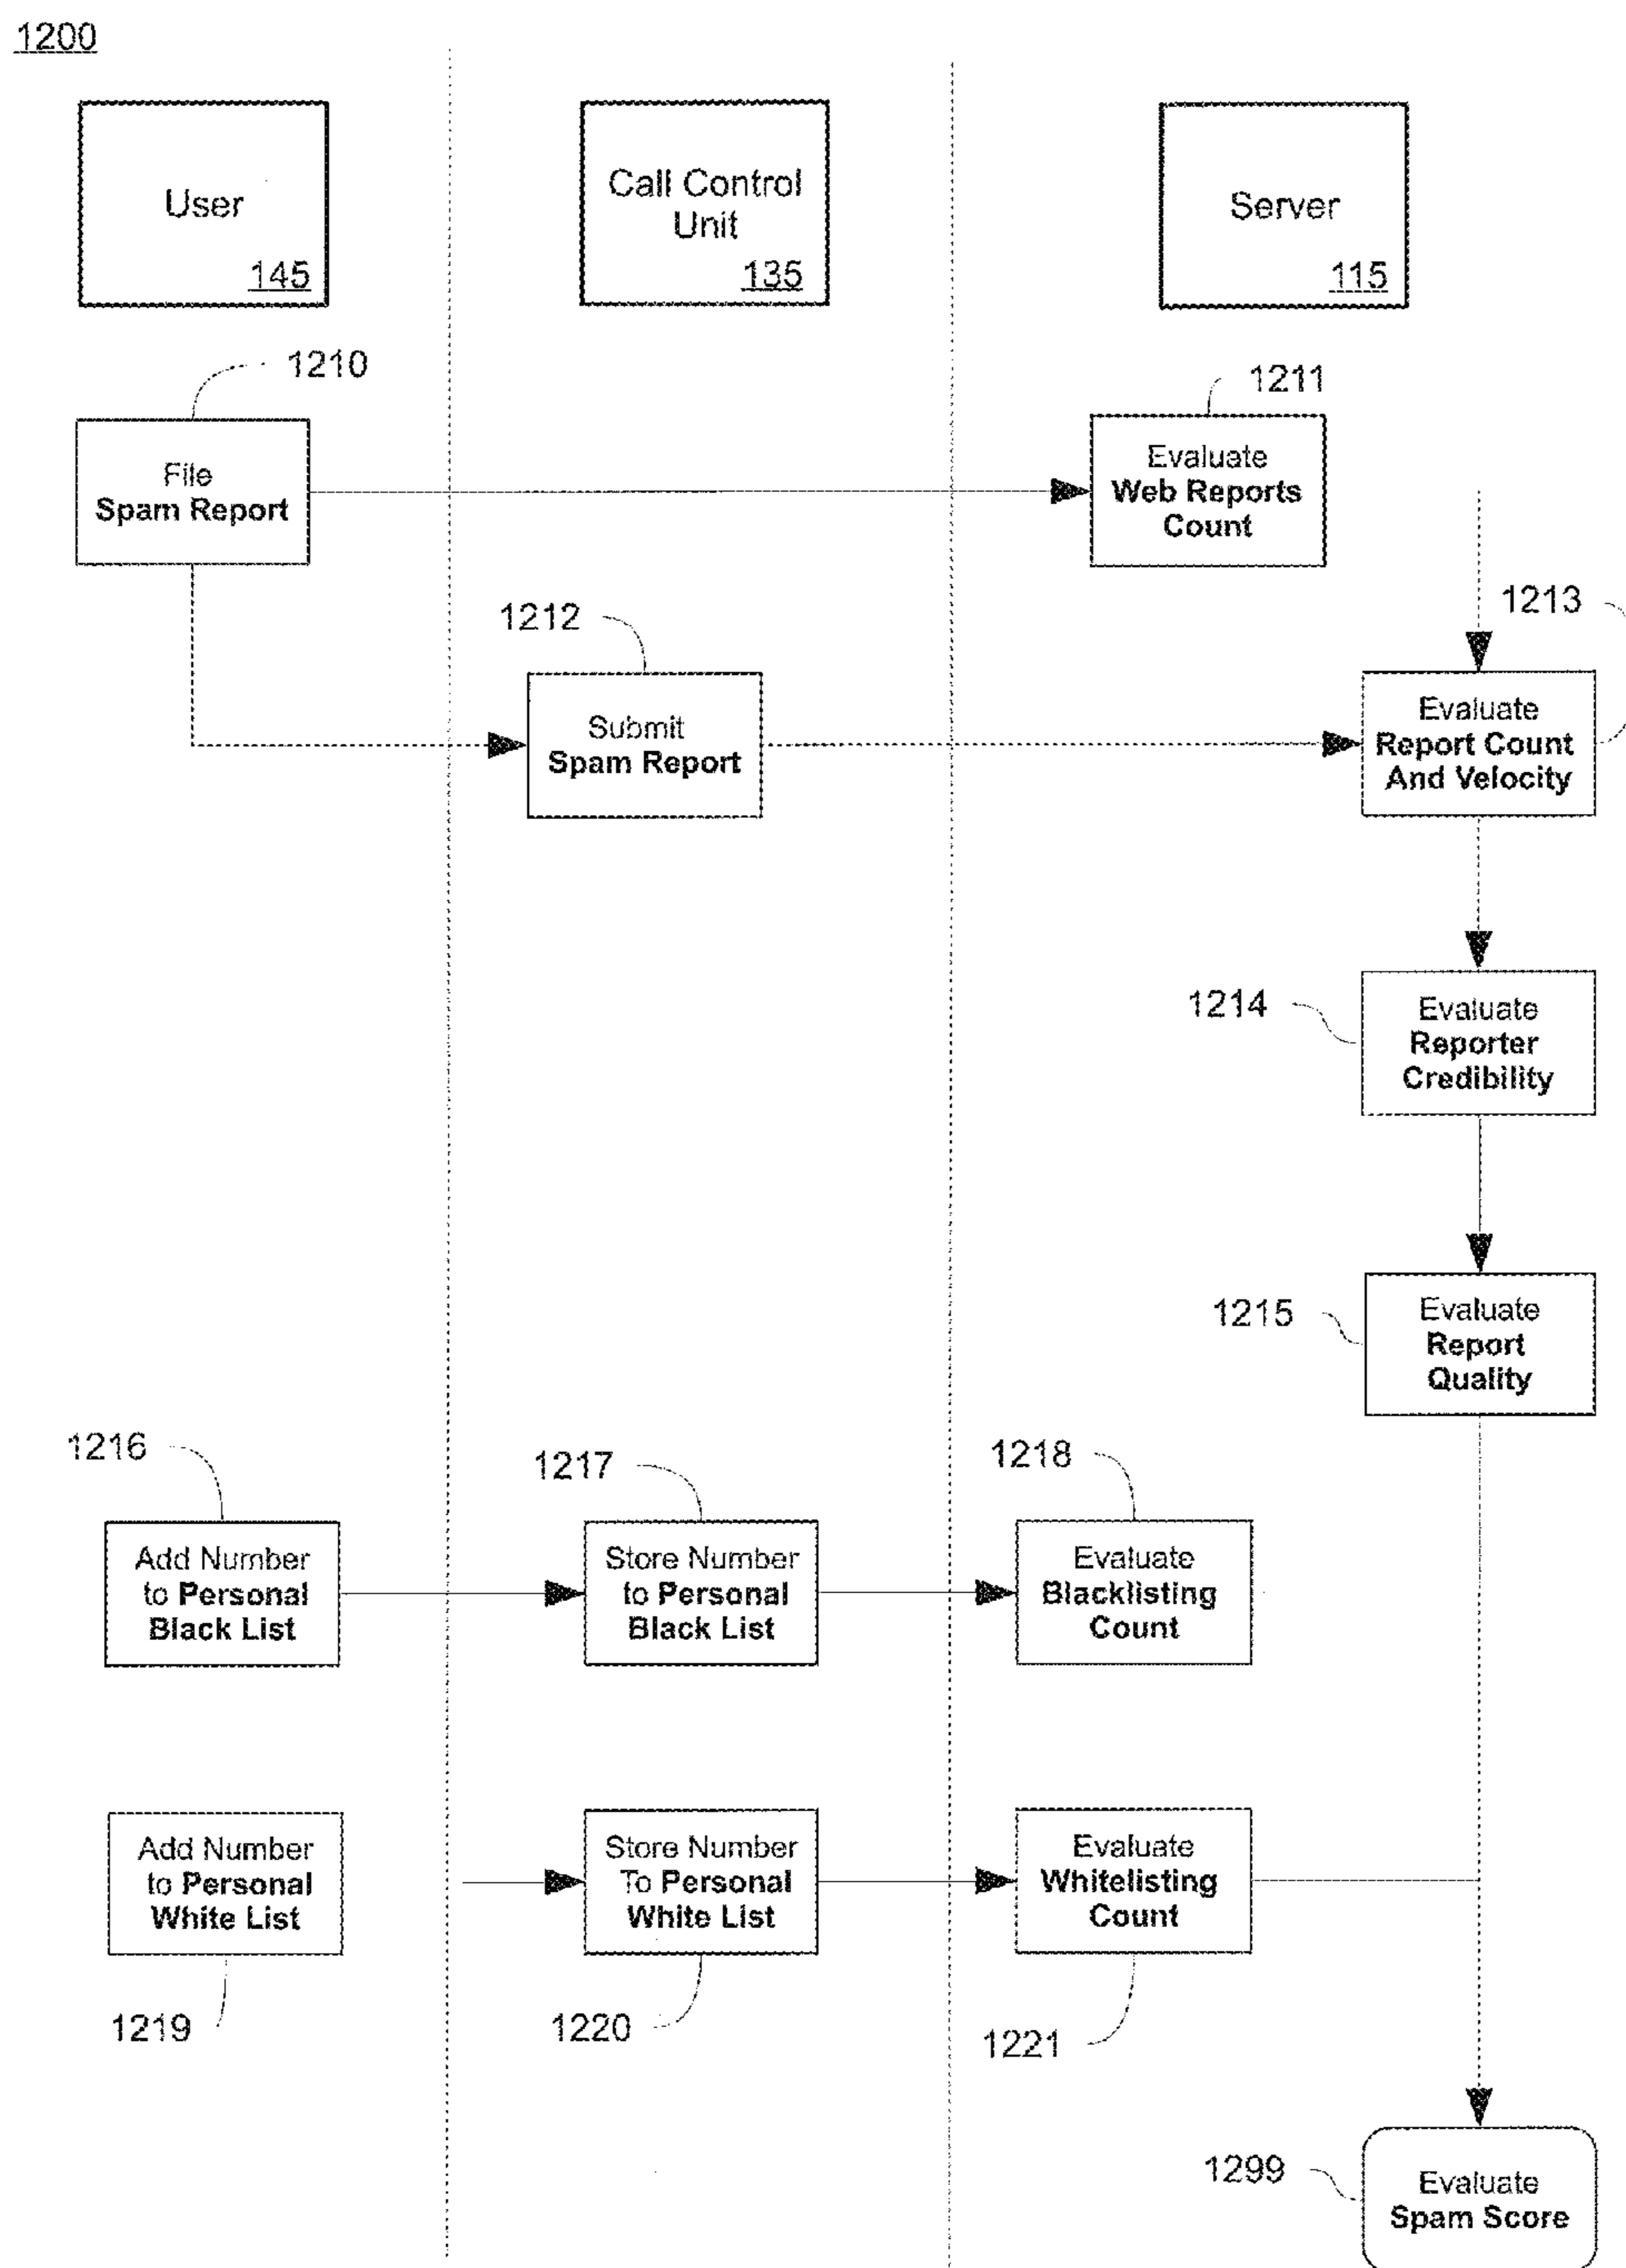 1200
User
145
Call Control
Unit
135
Server
115
1210
1211
File
Spam Report
Evaluate
Web Reports
Count
1212
1213
Submit
Spam Report
Evaluate
Report Count
And Velocity
1214
Evaluate
Reporter
Credibility
1215
Evaluate
Report
Quality
1216
1217
1218
Add Number
to Personal
Black List
Store Number
to Personal
Black List
Evaluate
Blacklisting
Count
Add Number
to Personal
White List
Store Number
To Personal
White List
Evaluate
Whitelisting
Count
1219
1220
1221
1299
Evaluate
Spam Score